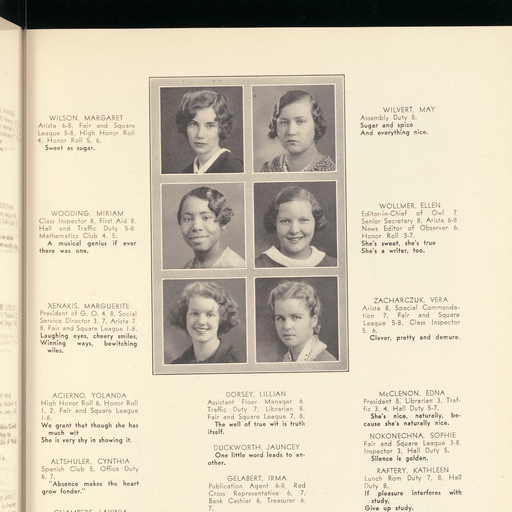 WILSON, MARGARET
Arista 6-8, Fair and Square
League 5-8, High Honor Roll
4, Honor Roll 5, 6.
Sweet as sugar.
WILVERT, MAY
Assembly Duty 8.
Sugar and spice
And everything nice.
WOODING, MIRIAM
Class Inspector 8, First Aid 8,
Hall and Traffic Duty 5-8
Mathematics Club 4, 5.
A musical genius if ever
there was one.
WOLLMER, ELLEN
Editor-in-Chief of Owl 7
Senior Secretary 8, Arista 6-8
News Editor of Observer 6,
Honor Roll 3-7.
She's sweet, she's true
She's a writer, too.
XENAKIS, MARGUERITE
President of G. O. 4, 8, Social
Service Director 3, 7, Arista 7
8, Fair and Square League 1-8,
Laughing eyes, cheery smiles,
Winning ways, bewitching
wiles.
ZACHARCZUK, VERA
Arista 8, Special Commenda-
tion 7, Fair and Square
League 5-8, Class Inspector
5, 6.
Clever, pretty and demure.
ACIERNO, YOLANDA
High Honor Roll 6, Honor Roll
1, 2, Fair and Square League
1-8.
We grant that though she has
much wit
She is very shy in showing it.
ALTSHULER, CYNTHIA
Spanish Club 5, Office Duty
6, 7.
"Absence makes the heart
grow fonder."
CHAMBERS, LAVINIA
DORSEY, LILLIAN
Assistant Floor Manager 6
Traffic Duty 7, Librarian 8,
Fair and Square League 7, 8.
The well of true wit is truth
itself.
DUCKWORTH, JAUNCEY
One little word leads to an-
other.
GELABERT, IRMA
Publication Agent 6-8, Red
Cross Representative 6, 7,
Bank Cashier 6, Treasurer 6,
7.
McCLENON, EDNA
President 5, Librarian 3, Traf-
fic 3, 4, Hall Duty 5-7.
She's nice, naturally, be-
cause she's naturally nice.
NOKONECHNA, SOPHIE
Fair and Square League 3-8
Inspector 3, Hall Duty 5.
Silence is golden.
RAFTERY, KATHLEEN
Lunch Rom Duty 7, 8, Hall
Duty 8.
If pleasure interferes with
study,
Give up study.